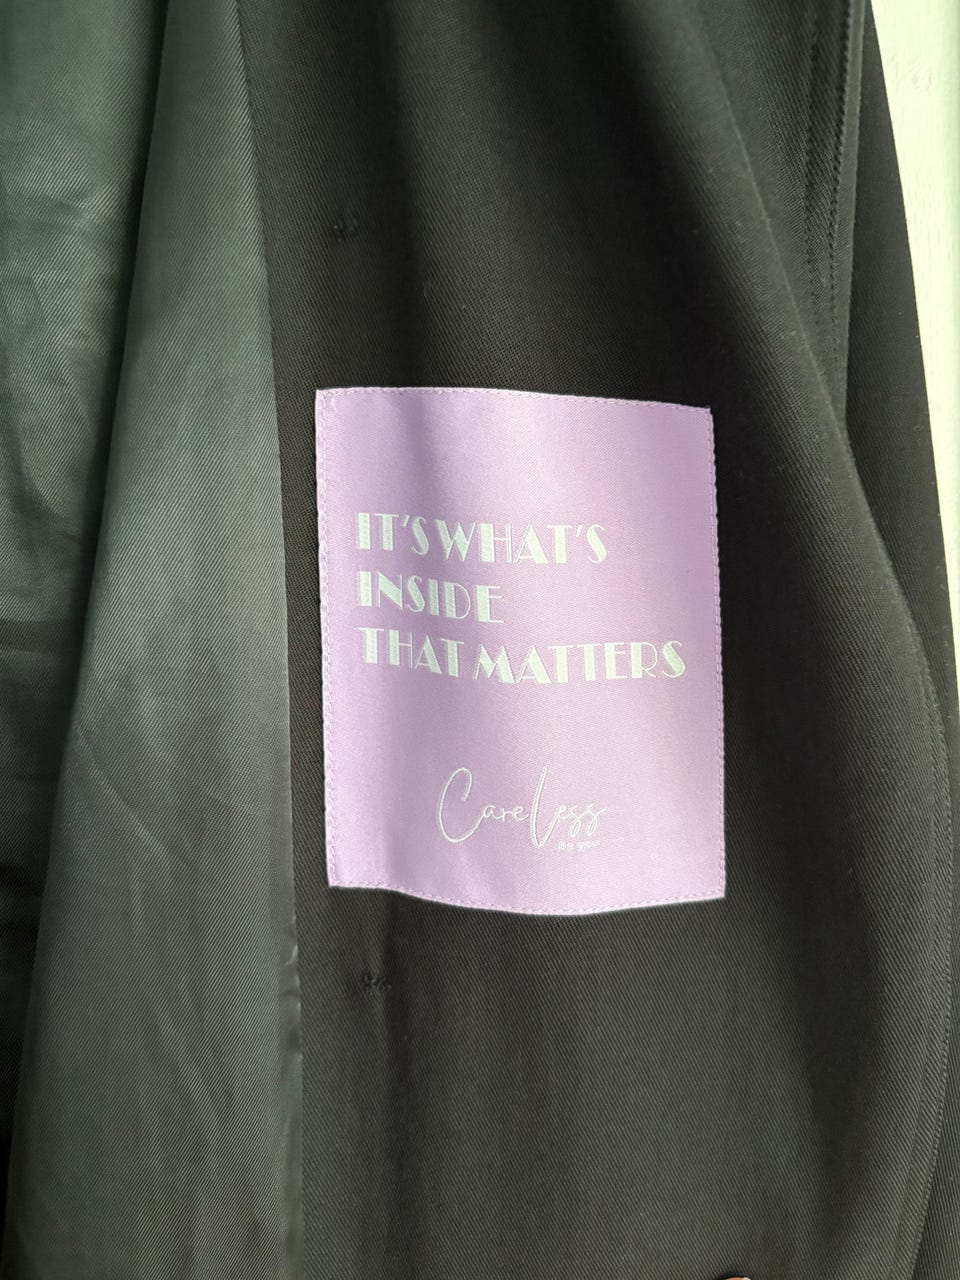 IT'S WHAT'S
INSIDE
THAT MATTERS
CareLess